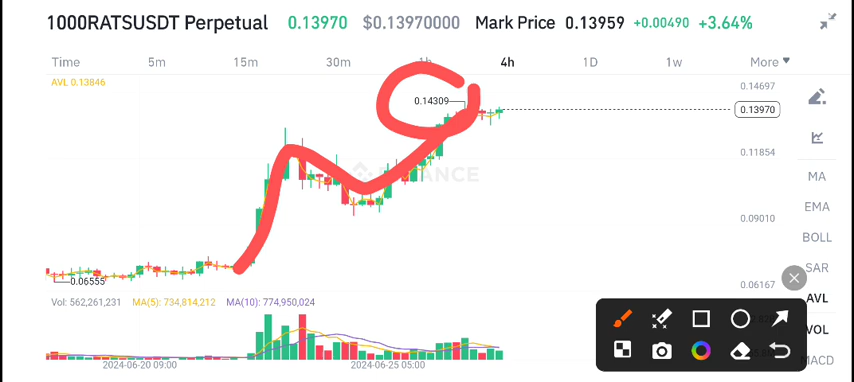 1000RATSUSDT Perpetual 0.13970 $0.13970000 Mark Price 0.13959 +0.00490 +3.64%
Time 5m 15m 30m 1h 4h 1D 1w More
AVL 0.13846
0.14697
0.14309
0.13970
0.11854
BINANCE
MA
EMA
0.09010
BOLL
SAR
0.06555
0.06167
AVL
Vol: 562,261,231 MA(5): 734,814,212 MA(10): 774,950,024
VOL
MACD
2024-06-20 09:00 2024-06-25 05:00